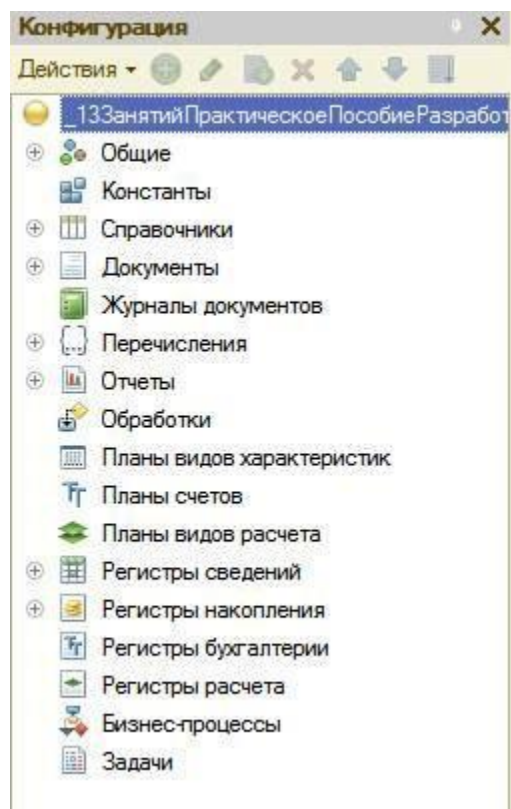 Конфигурация
Действия
_13ЗанятийПрактическоеПособиеРазработ
Общие
Константы
Справочники
Документы
Журналы документов
Перечисления
Отчеты
Обработки
Планы видов характеристик
Планы счетов
Планы видов расчета
Регистры сведений
Регистры накопления
Регистры бухгалтерии
Регистры расчета
Бизнес-процессы
Задачи